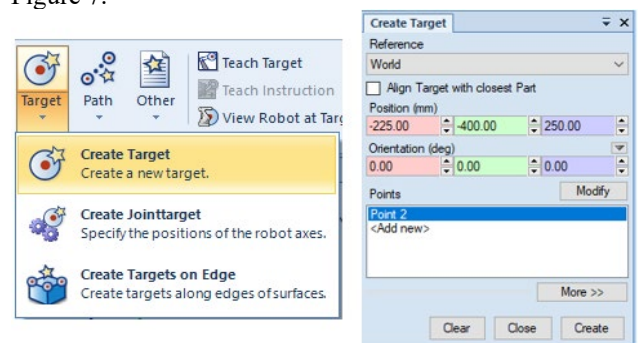 Figure 7.
Target
Path
Other
Teach Target
Teach Instruction
View Robot at Targ
Create Target
Create a new target.
Create Jointtarget
Specify the positions of the robot axes.
Create Targets on Edge
Create targets along edges of surfaces.
Create Target
Reference
World
Align Target with closest Part
Position (mm)
-225.00 -400.00 250.00
Orientation (deg)
0.00 0.00 0.00
Points Modify
Point 2
<Add new>
More >>
Clear Close Create